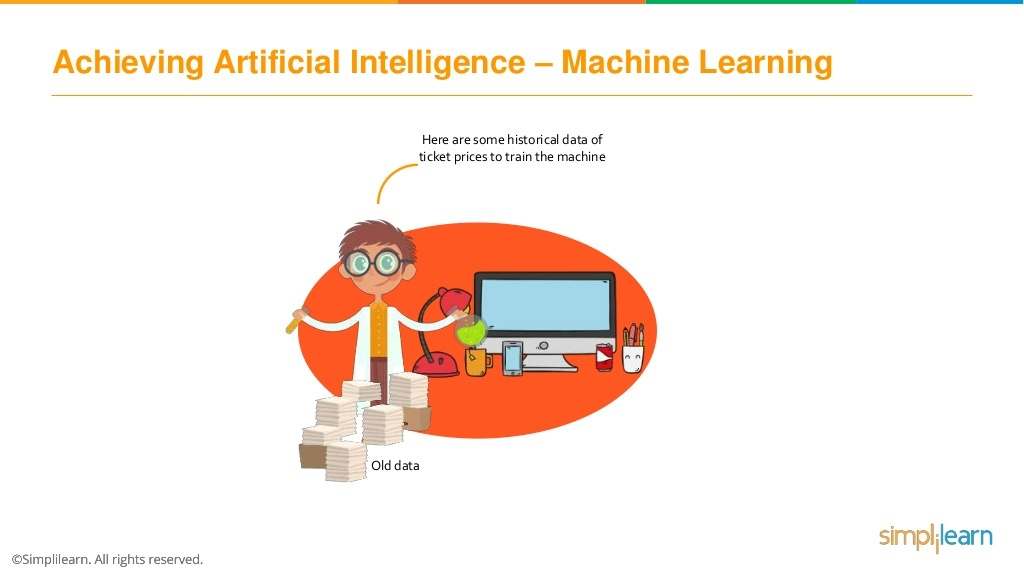 Achieving Artificial Intelligence – Machine Learning
Here are some historical data of
ticket prices to train the machine
Old data
simplilearn
©Simplilearn. All rights reserved.